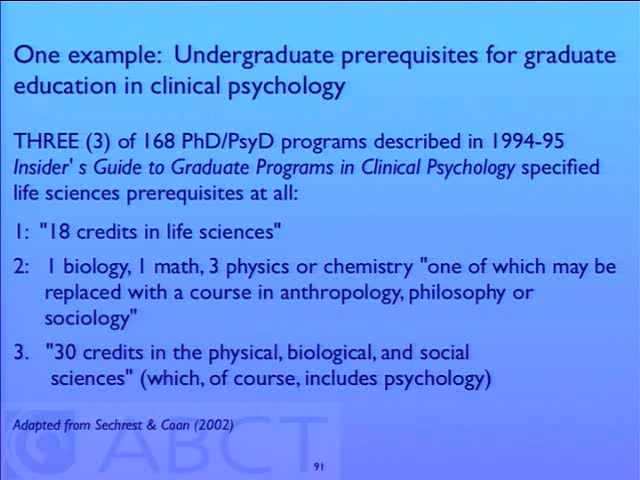 One example: Undergraduate prerequisites for graduate
education in clinical psychology
THREE (3) of 168 PhD/PsyD programs described in 1994-95
Insider' s Guide to Graduate Programs in Clinical Psychology specified
life sciences prerequisites at all:
1: "18 credits in life sciences"
2: 1 biology, 1 math, 3 physics or chemistry "one of which may be
replaced with a course in anthropology, philosophy or
sociology"
3. "30 credits in the physical, biological, and social
sciences" (which, of course, includes psychology)
Adapted from Sechrest & Coan (2002)
ABCT
91